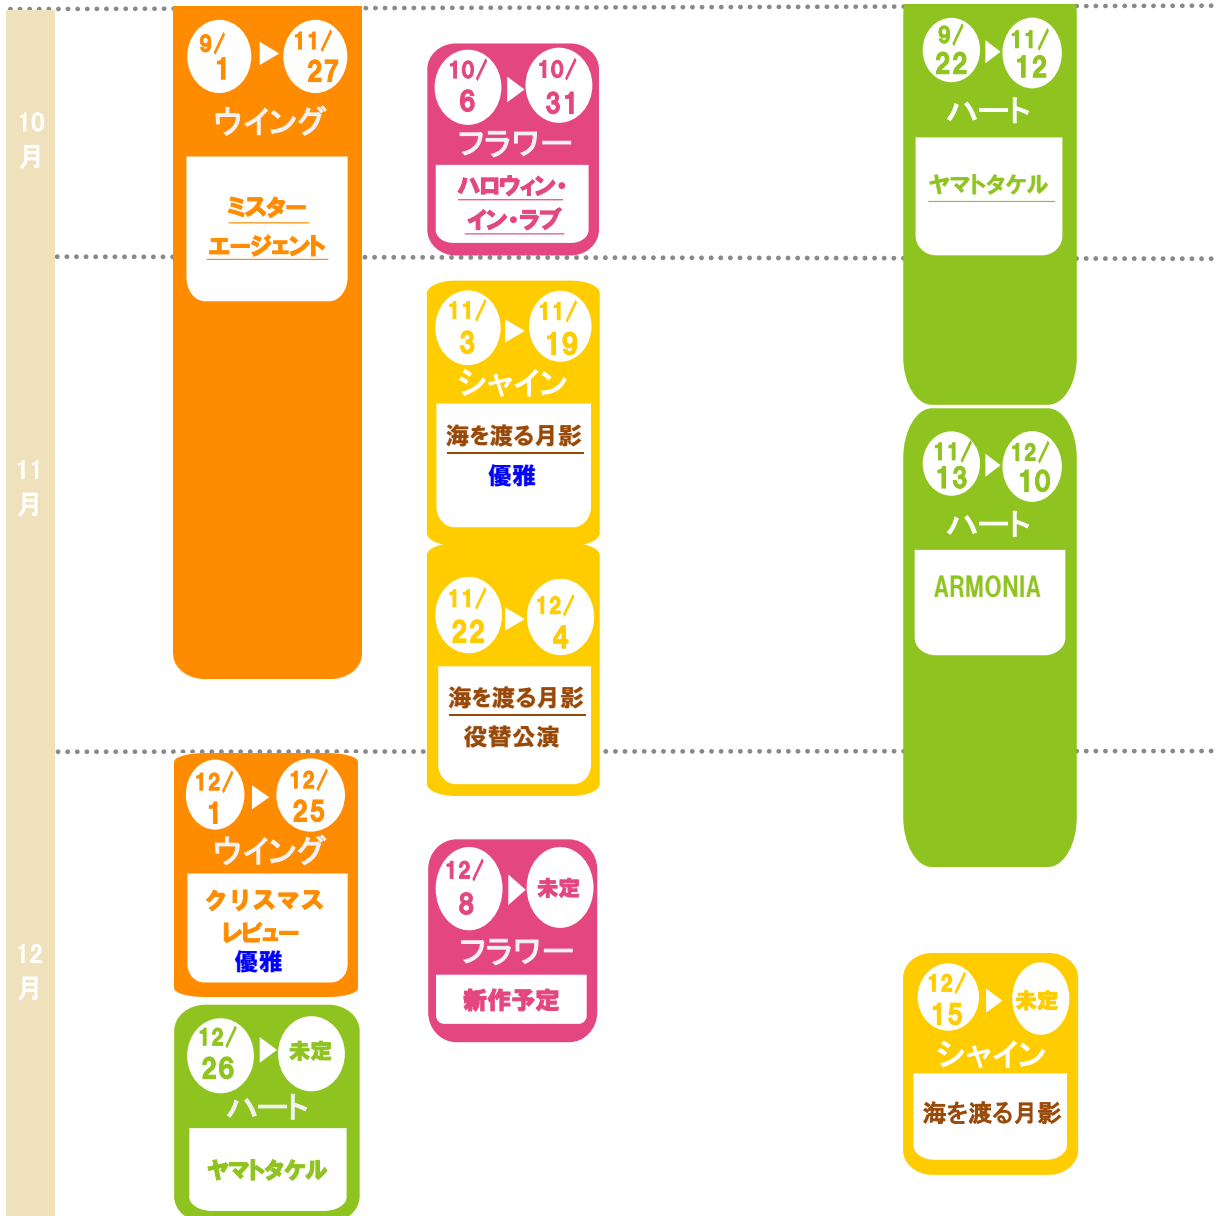 10
月
9/
1
11/
27
ウイング
ミスター
エージェント
10/
6
10/
31
フラワー
ハロウィン・
イン・ラブ
9/
22
11/
12
ハート
ヤマトタケル
11
月
11/
3
11/
19
シャイン
海を渡る月影
優雅
11/
22
12/
4
海を渡る月影
役替公演
11/
13
12/
10
ハート
ARMONIA
12
月
12/
1
12/
25
ウイング
クリスマス
レビュー
優雅
12/
26
未定
ハート
ヤマトタケル
12/
8
未定
フラワー
新作予定
12/
15
未定
シャイン
海を渡る月影